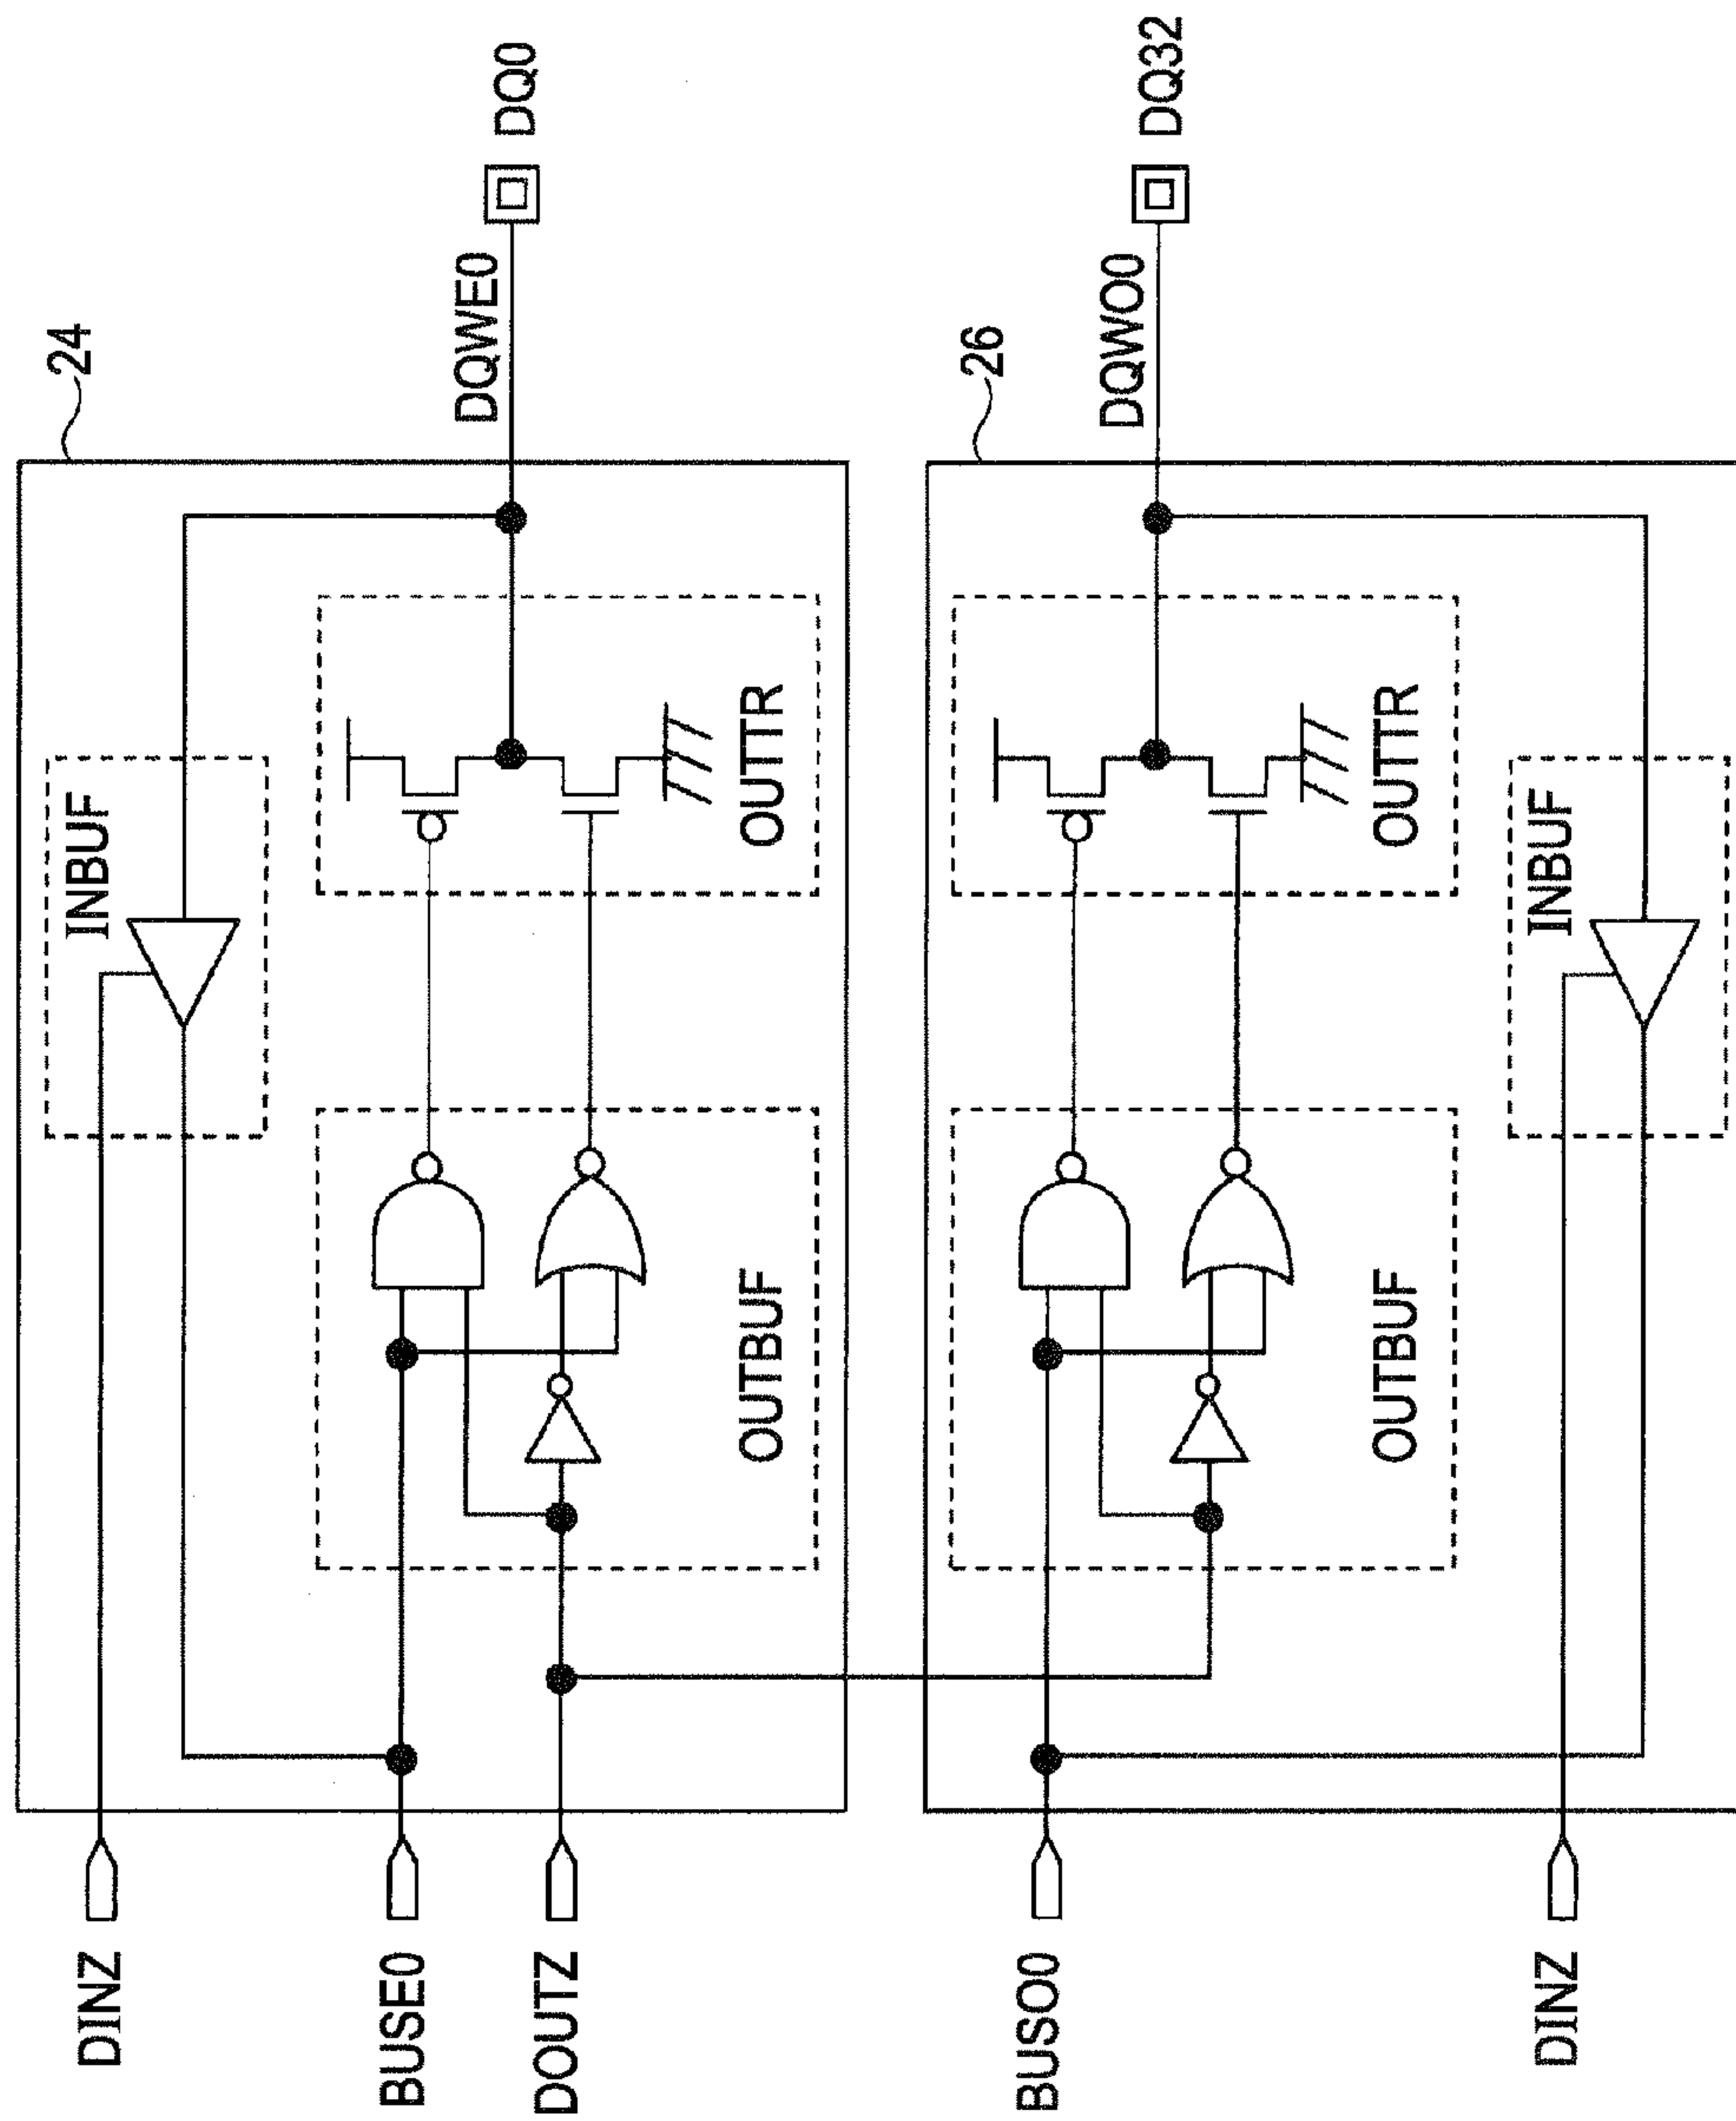 24
DINZ
INBUF
BUSE0
DQWE0
DQ0
DOUTZ
OUTBUF
OUTTR
26
BUSO0
DQWO0
DQ32
OUTBUF
OUTTR
INBUF
DINZ